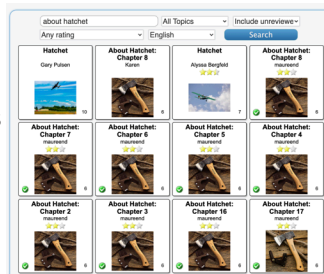 about hatchet
All Topics
Include unreviewe
Any rating
English
Search
Hatchet
Gary Pulsen
10
About Hatchet:
Chapter 8
Karen
6
Hatchet
Alyssa Bergfeld
7
About Hatchet:
Chapter 8
maureend
6
About Hatchet:
Chapter 7
maureend
6
About Hatchet:
Chapter 6
maureend
6
About Hatchet:
Chapter 5
maureend
6
About Hatchet:
Chapter 4
maureend
6
About Hatchet:
Chapter 2
maureend
6
About Hatchet:
Chapter 3
maureend
6
About Hatchet:
Chapter 16
maureend
6
About Hatchet:
Chapter 17
maureend
6